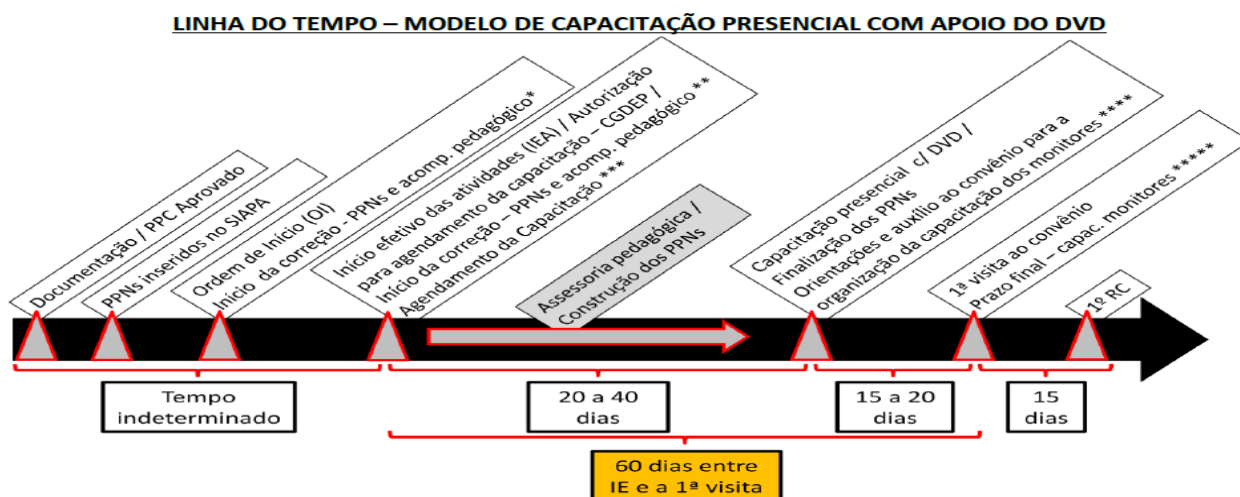 LINHA DO TEMPO – MODELO DE CAPACITAÇÃO PRESENCIAL COM APOIO DO DVD
Documentação / PPC Aprovado
PPNs inseridos no SIAPA
Ordem de Início (OI)
Início da correção – PPNs e acomp. pedagógico*
Início efetivo das atividades (IEA) / Autorização
para agendamento da capacitação – CGDEP /
Início da correção – PPNs e acomp. pedagógico **
Agendamento da Capacitação ***
Assessoria pedagógica /
Construção dos PPNs
Capacitação presencial c/ DVD /
Finalização dos PPNs
Orientações e auxílio ao convênio para a
organização da capacitação dos monitores ****
1ª visita ao convênio
Prazo final – capac. monitores *****
1º RC
Tempo
indeterminado
20 a 40
dias
15 a 20
dias
15
dias
60 dias entre
IE e a 1ª visita